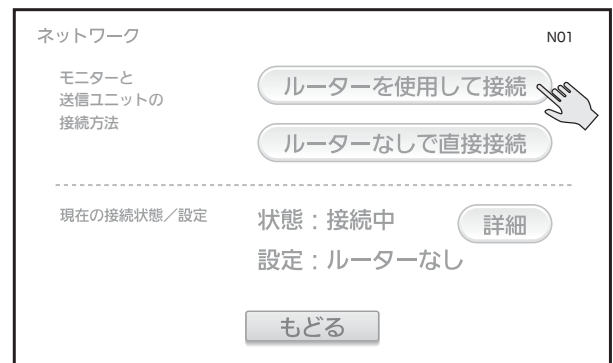 ネットワーク
N01
モニターと
送信ユニットの
接続方法
ルーターを使用して接続
ルーターなしで直接接続
現在の接続状態／設定
状態：接続中
詳細
設定：ルーターなし
もどる